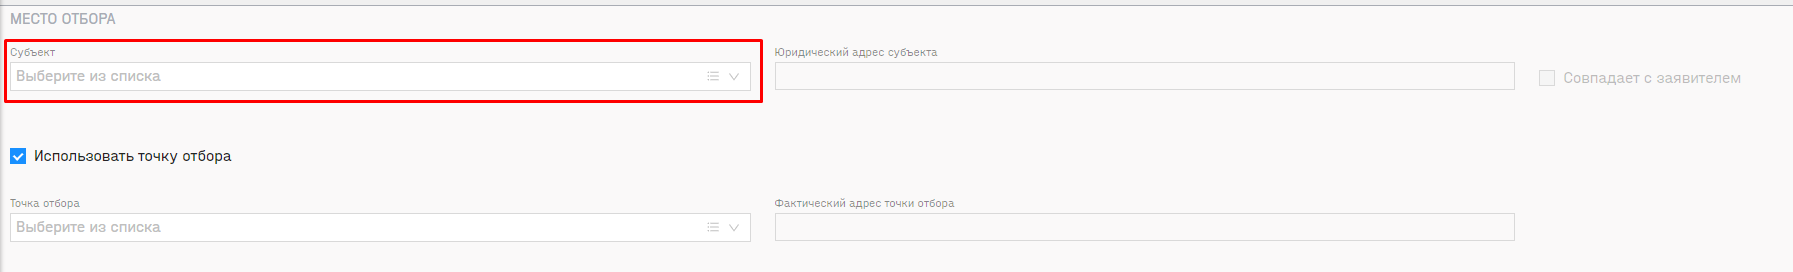 МЕСТО ОТБОРА
Субъект
Юридический адрес субъекта
Выберите из списка
Совпадает с заявителем
Использовать точку отбора
Точка отбора
Фактический адрес точки отбора
Выберите из списка